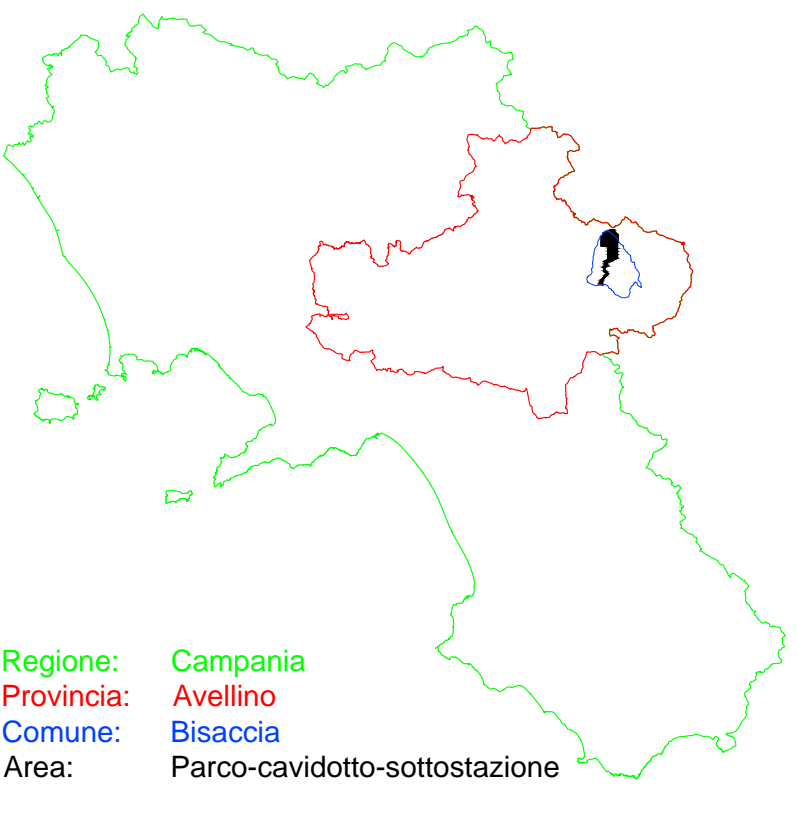 Regione: Campania
Provincia: Avellino
Comune: Bisaccia
Area: Parco-cavidotto-sottostazione